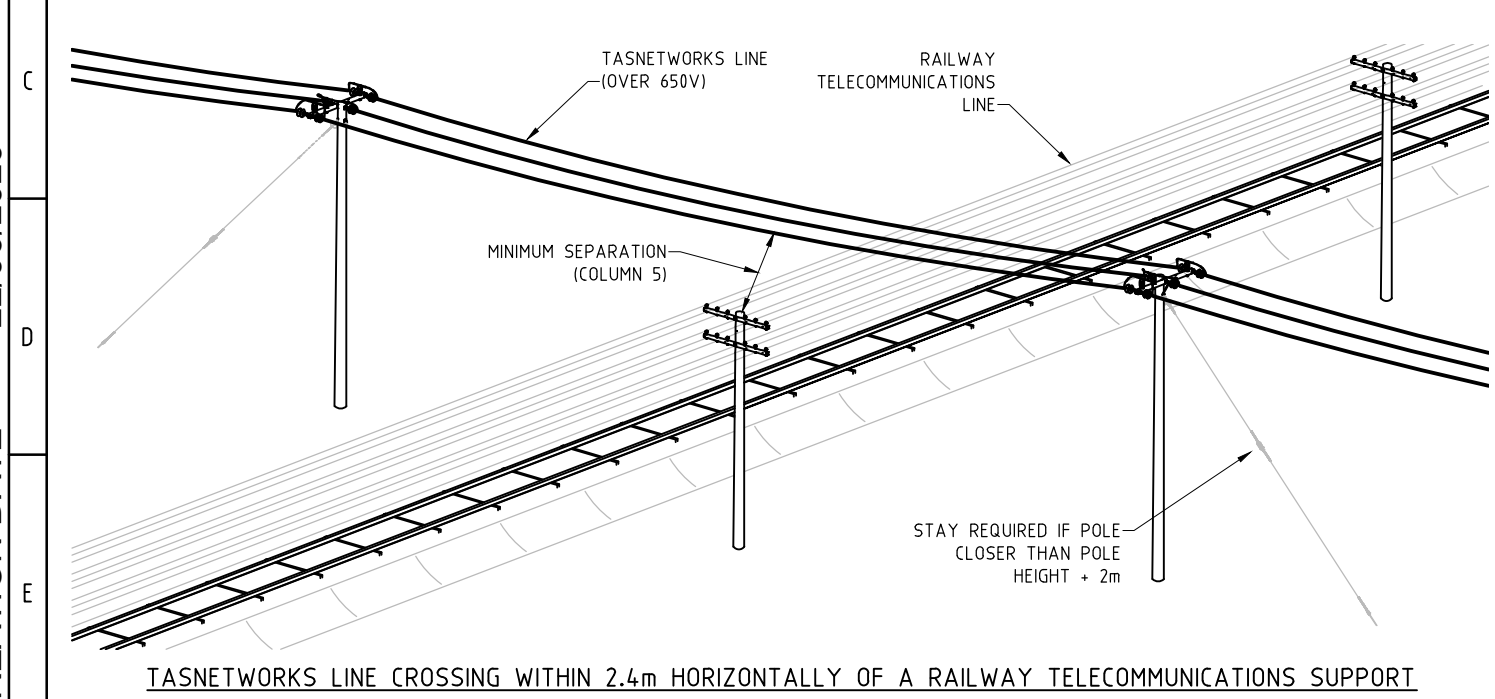 C
D
E
TASNETWORKS LINE
(OVER 650V)
RAILWAY
TELECOMMUNICATIONS
LINE
MINIMUM SEPARATION
(COLUMN 5)
STAY REQUIRED IF POLE
CLOSER THAN POLE
HEIGHT + 2m
TASNETWORKS LINE CROSSING WITHIN 2.4m HORIZONTALLY OF A RAILWAY TELECOMMUNICATIONS SUPPORT